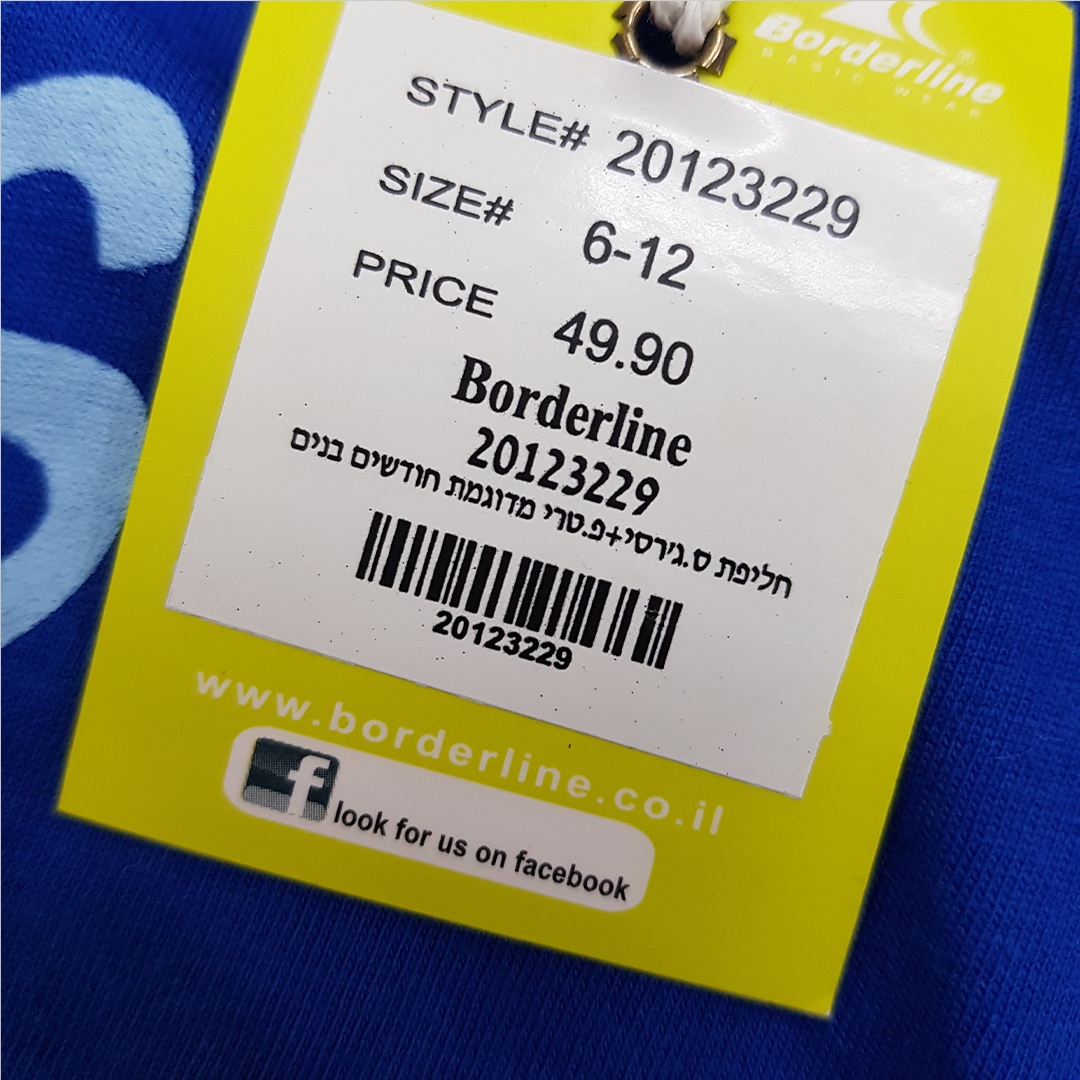 Borderline
BASIC WEAR
STYLE# 20123229
SIZE# 6-12
PRICE 49.90
Borderline
20123229
חליפת ס.ג'ירסי+פ.טרי מדוגמת חודשים בנים
20123229
www.borderline.co.il
f look for us on facebook